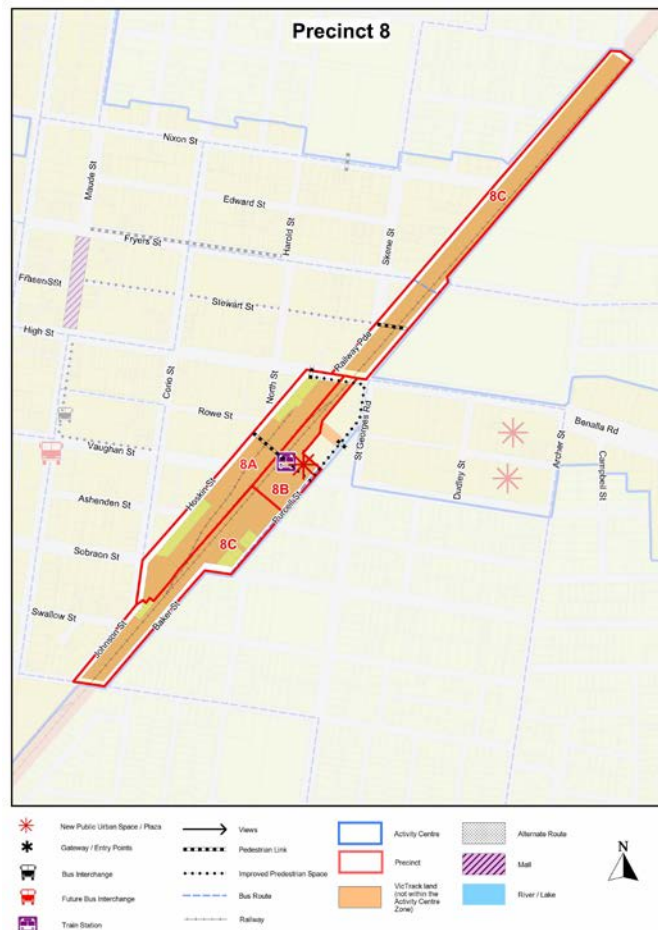 Precinct 8
Nixon St
Maude St
Edward St
Harold St
Skene St
8C
Fryers St
Stewart St
High St
Railway Pde
Corio St
North St
Rowe St
St Georges Rd
Benalla Rd
Archer St
Campbell St
Dudley St
Vaughan St
8A
8B
Hoskin St
Purcell St
Ashenden St
8C
Sobraon St
Swallow St
Johnson St
Baker St
New Public Urban Space / Plaza
Gateway / Entry Points
Bus Interchange
Future Bus Interchange
Train Station
Views
Pedestrian Link
Improved Pedestrian Space
Bus Route
Railway
Activity Centre
Precinct
VicTrack land
(not within the
Activity Centre
Zone)
Alternate Route
Mall
River / Lake
N